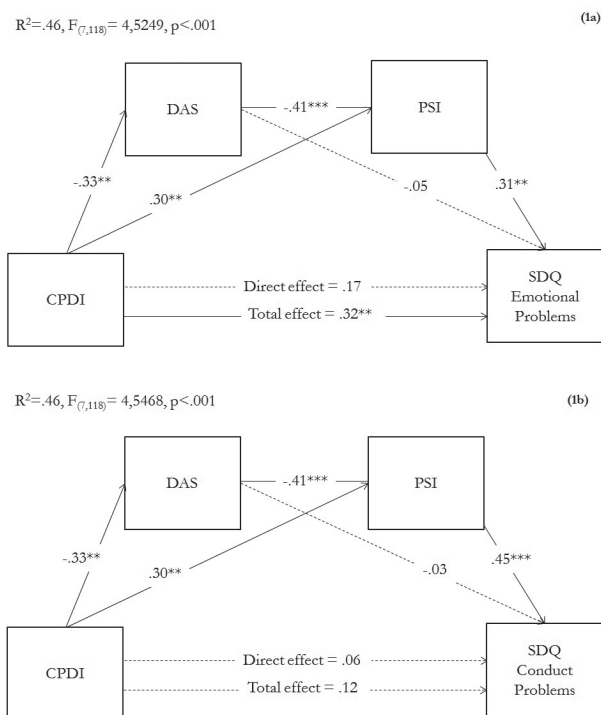 (1a)
R²=.46, F(7,118)= 4,5249, p<.001
DAS
-.41***
PSI
-.33**
.30**
-.05
.31**
CPDI
Direct effect = .17
Total effect = .32**
SDQ
Emotional
Problems
R²=.46, F(7,118)= 4,5468, p<.001
(1b)
DAS
-.41***
PSI
-.33**
.30**
-.03
.45***
CPDI
Direct effect = .06
Total effect = .12
SDQ
Conduct
Problems